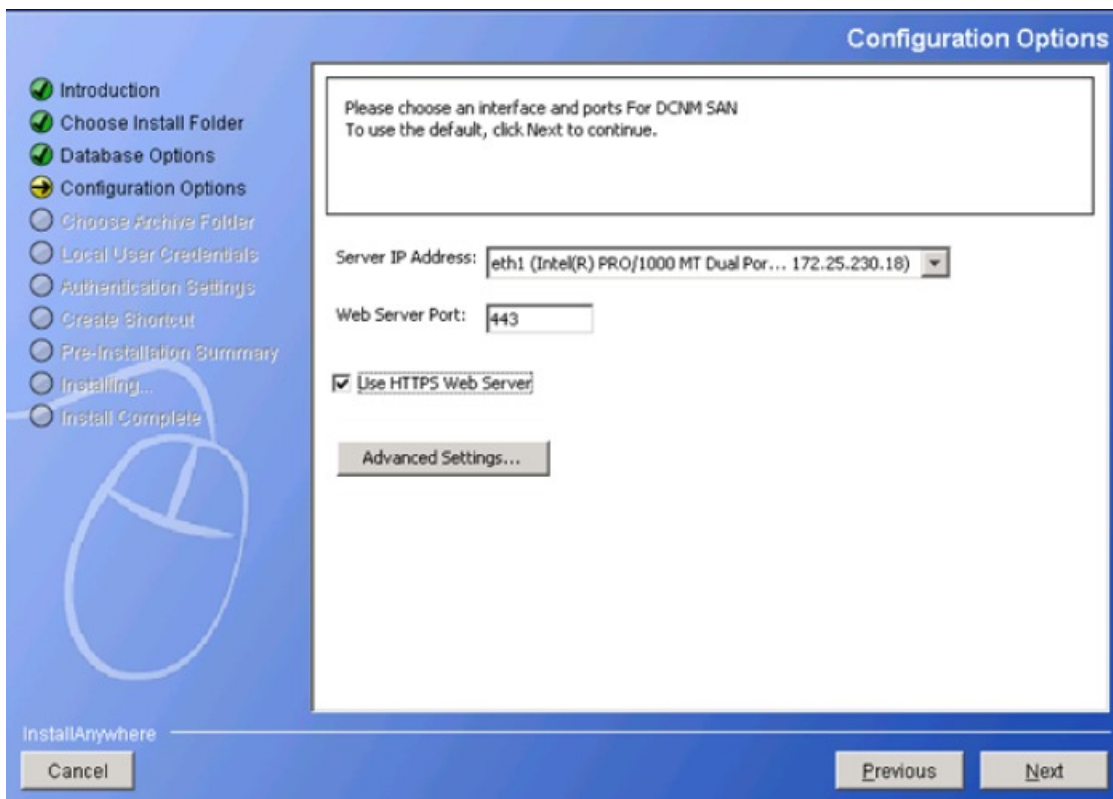 Configuration Options
Introduction
Choose Install Folder
Database Options
Configuration Options
Choose Archive Folder
Local User Credentials
Authentication Settings
Create Shortcut
Pre-Installation Summary
Installing...
Install Complete
Please choose an interface and ports For DCNM SAN
To use the default, click Next to continue.
Server IP Address: eth1 (Intel(R) PRO/1000 MT Dual Por... 172.25.230.18)
Web Server Port: 443
Use HTTPS Web Server
Advanced Settings...
InstallAnywhere
Cancel Previous Next